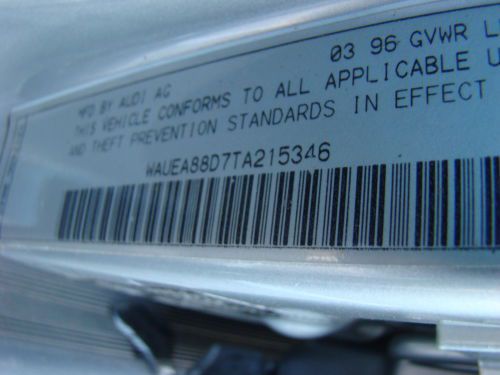 03 96 GVWR
MFD BY AUDI AG
THIS VEHICLE CONFORMS TO ALL APPLICABLE U
AND THEFT PREVENTION STANDARDS IN EFFECT
WAUEA88D7TA215346